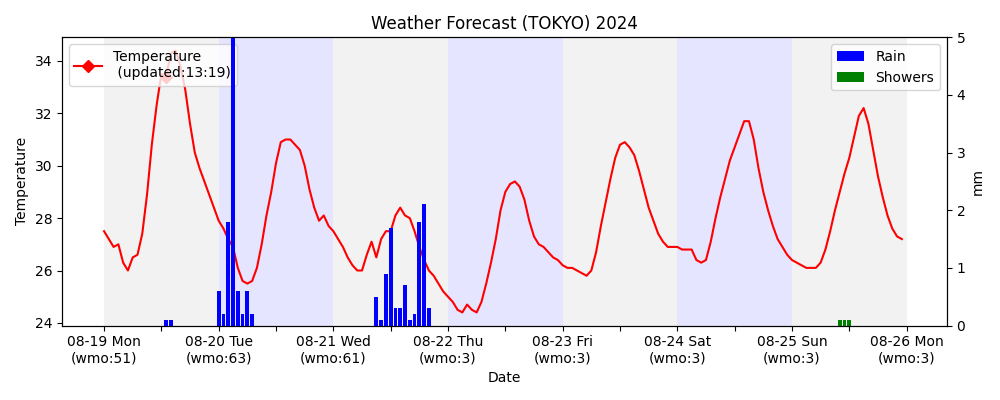 Weather Forecast (TOKYO) 2024
Temperature
(updated:13:19)
Rain
Showers
34
32
30
28
26
24
Temperature
5
4
3
2
1
0
mm
08-19 Mon 08-20 Tue 08-21 Wed 08-22 Thu 08-23 Fri 08-24 Sat 08-25 Sun 08-26 Mon
(wmo:51) (wmo:63) (wmo:61) (wmo:3) (wmo:3) (wmo:3) (wmo:3) (wmo:3)
Date